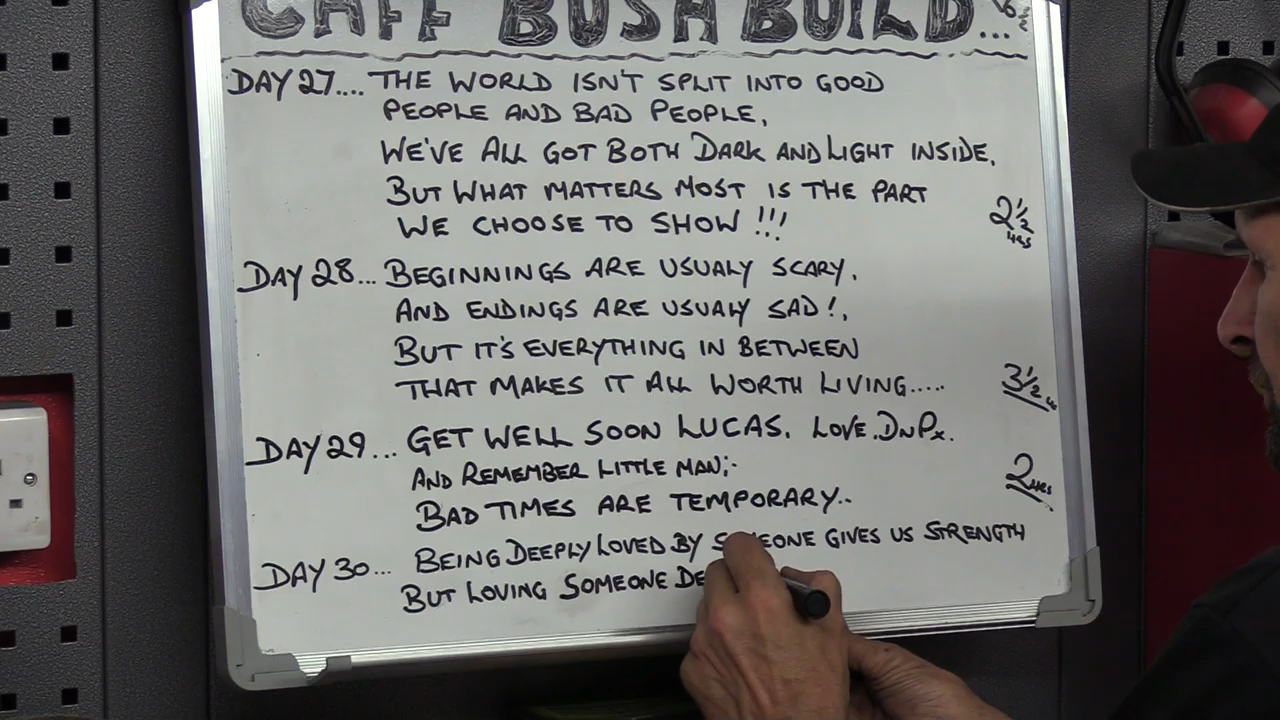 CAFF BUSH BUILD...
DAY 27.... THE WORLD ISN'T SPLIT INTO GOOD
PEOPLE AND BAD PEOPLE,
WE'VE ALL GOT BOTH DARK AND LIGHT INSIDE,
BUT WHAT MATTERS MOST IS THE PART
WE CHOOSE TO SHOW !!!
2½ HRS
DAY 28... BEGINNINGS ARE USUALY SCARY,
AND ENDINGS ARE USUALY SAD!,
BUT IT'S EVERYTHING IN BETWEEN
THAT MAKES IT ALL WORTH LIVING.....
3½
DAY 29... GET WELL SOON LUCAS. LOVE. DNPx.
AND REMEMBER LITTLE MAN;-
BAD TIMES ARE TEMPORARY..
2 HRS
DAY 30... BEING DEEPLY LOVED BY SOMEONE GIVES US STRENGTH
BUT LOVING SOMEONE DE